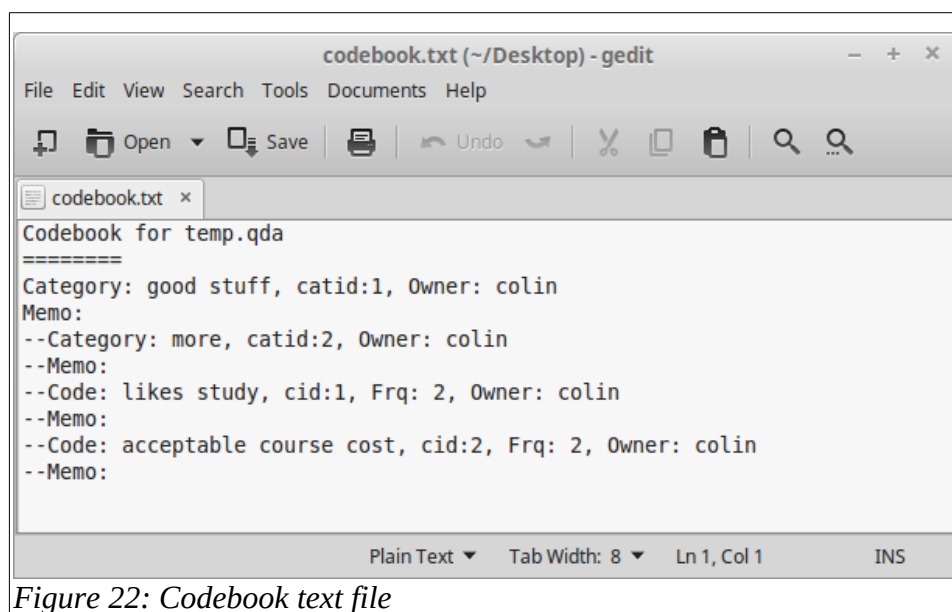 codebook.txt (~/Desktop) - gedit
File Edit View Search Tools Documents Help
Open Save Undo
codebook.txt
Codebook for temp.qda
========
Category: good stuff, catid:1, Owner: colin
Memo:
--Category: more, catid:2, Owner: colin
--Memo:
--Code: likes study, cid:1, Frq: 2, Owner: colin
--Memo:
--Code: acceptable course cost, cid:2, Frq: 2, Owner: colin
--Memo:
Plain Text Tab Width: 8 Ln 1, Col 1 INS
Figure 22: Codebook text file